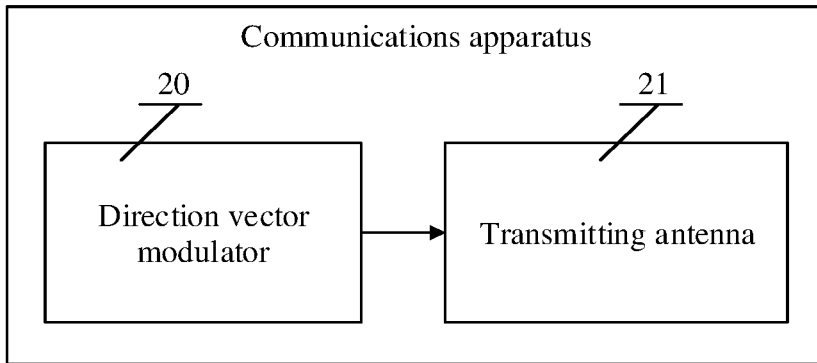 Communications apparatus
20
21
Direction vector
modulator
Transmitting antenna